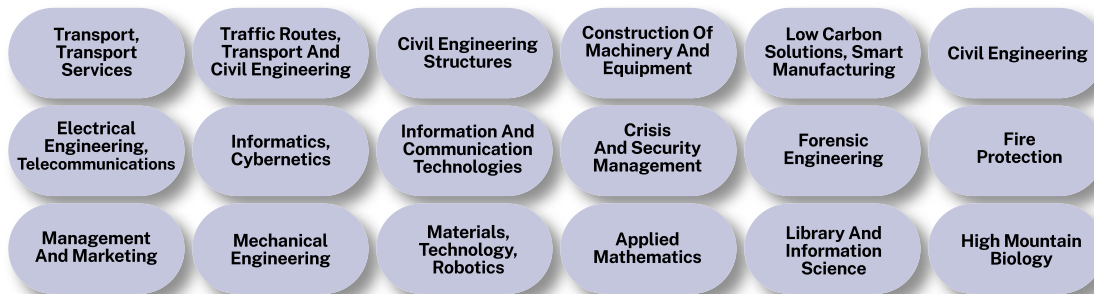 Transport,
Transport
Services
Traffic Routes,
Transport And
Civil Engineering
Civil Engineering
Structures
Construction Of
Machinery And
Equipment
Low Carbon
Solutions, Smart
Manufacturing
Civil Engineering
Electrical
Engineering,
Telecommunications
Informatics,
Cybernetics
Information And
Communication
Technologies
Crisis
And Security
Management
Forensic
Engineering
Fire
Protection
Management
And Marketing
Mechanical
Engineering
Materials,
Technology,
Robotics
Applied
Mathematics
Library And
Information
Science
High Mountain
Biology